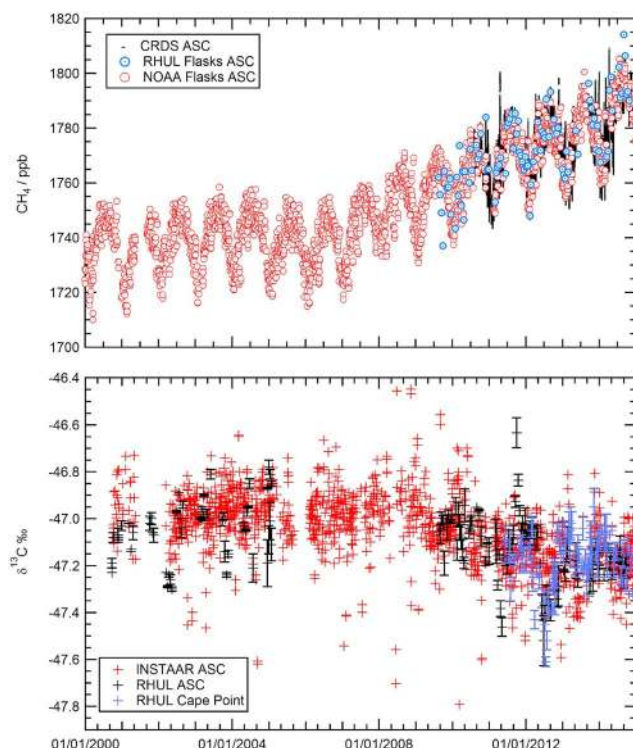 1820
1800
1780
1760
1740
1720
1700
CH4 / ppb
- CRDS ASC
RHUL Flasks ASC
NOAA Flasks ASC
-46.4
-46.6
-46.8
-47.0
-47.2
-47.4
-47.6
-47.8
δ13C ‰
INSTAAR ASC
RHUL ASC
RHUL Cape Point
01/01/2000 01/01/2004 01/01/2008 01/01/2012